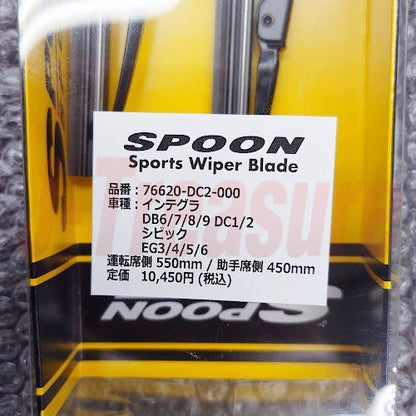 SPOON
Sports Wiper Blade
品番：76620-DC2-000
車種：インテグラ
DB6/7/8/9 DC1/2
シビック
EG3/4/5/6
運転席側 550mm / 助手席側 450mm
定価 10,450円 (税込)
Treasure
SPOON